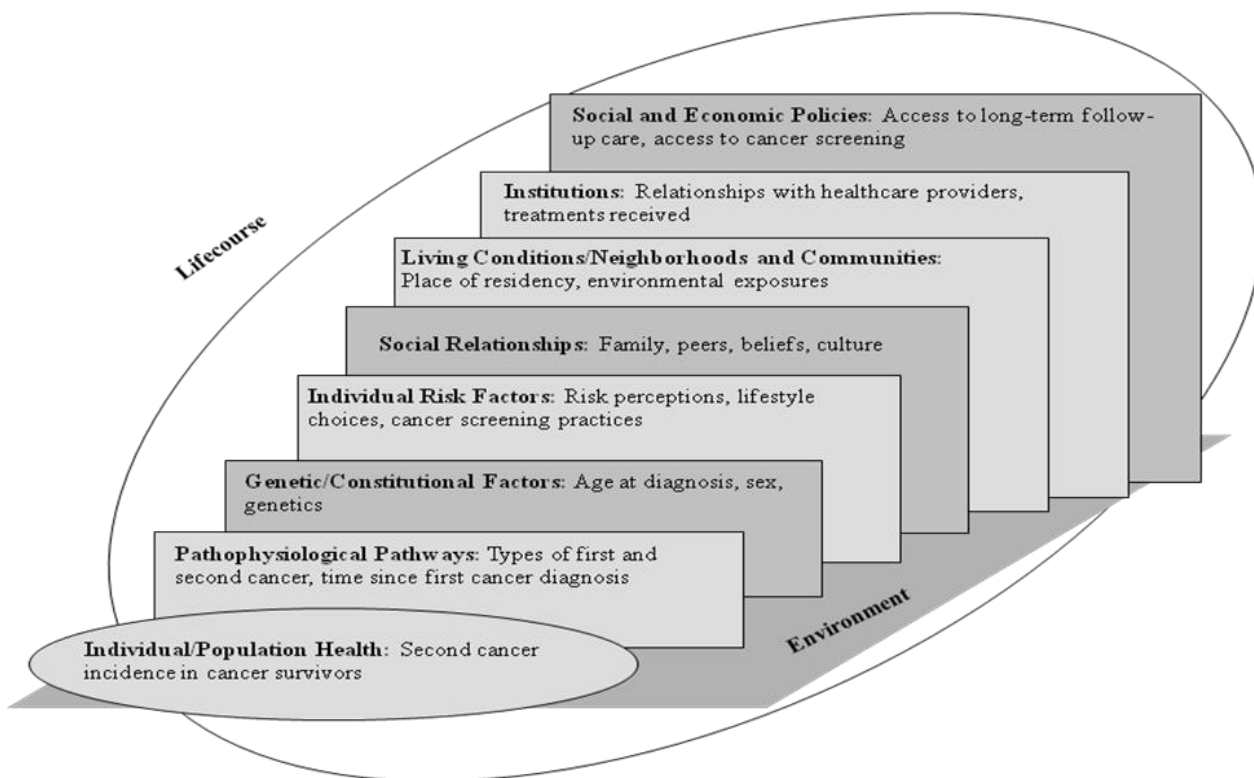 Social and Economic Policies: Access to long-term follow-
up care, access to cancer screening
Institutions: Relationships with healthcare providers,
treatments received
Lifecourse
Living Conditions/Neighborhoods and Communities:
Place of residency, environmental exposures
Social Relationships: Family, peers, beliefs, culture
Individual Risk Factors: Risk perceptions, lifestyle
choices, cancer screening practices
Genetic/Constitutional Factors: Age at diagnosis, sex,
genetics
Pathophysiological Pathways: Types of first and
second cancer, time since first cancer diagnosis
Environment
Individual/Population Health: Second cancer
incidence in cancer survivors